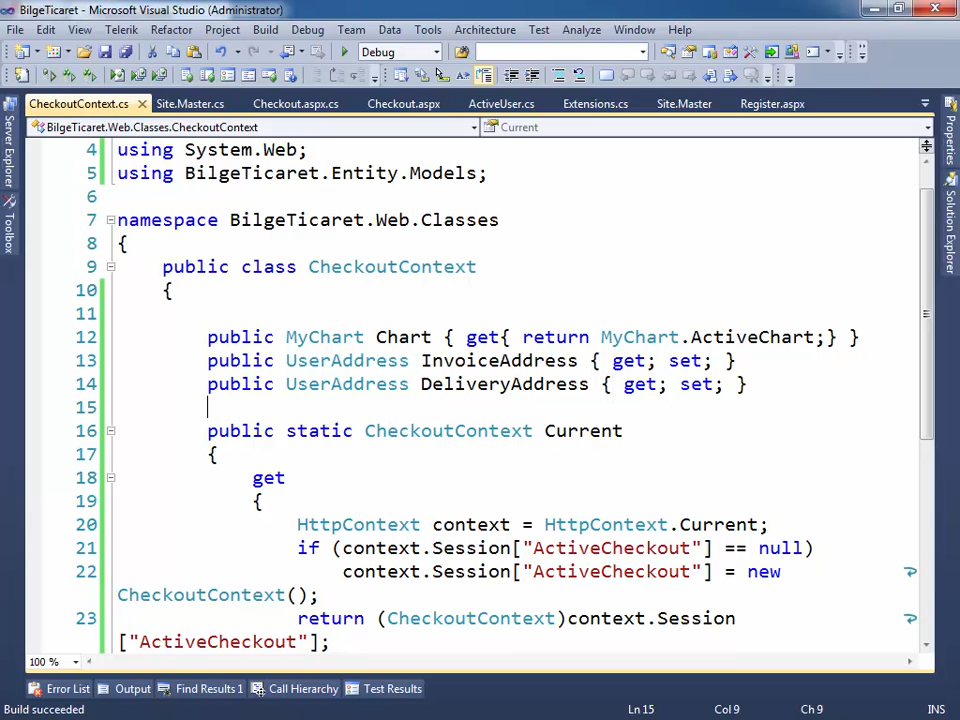 BilgeTicaret - Microsoft Visual Studio (Administrator)
File Edit View Telerik Refactor Project Build Debug Team Data Tools Architecture Test Analyze Window Help
Debug
CheckoutContext.cs Site.Master.cs Checkout.aspx.cs Checkout.aspx ActiveUser.cs Extensions.cs Site.Master Register.aspx
BilgeTicaret.Web.Classes.CheckoutContext Current
Server Explorer
Toolbox
Properties
Solution Explorer
4 using System.Web;
5 using BilgeTicaret.Entity.Models;
6
7 namespace BilgeTicaret.Web.Classes
8 {
9 public class CheckoutContext
10 {
11
12 public MyChart Chart { get{ return MyChart.ActiveChart;} }
13 public UserAddress InvoiceAddress { get; set; }
14 public UserAddress DeliveryAddress { get; set; }
15
16 public static CheckoutContext Current
17 {
18 get
19 {
20 HttpContext context = HttpContext.Current;
21 if (context.Session["ActiveCheckout"] == null)
22 context.Session["ActiveCheckout"] = new
CheckoutContext();
23 return (CheckoutContext)context.Session
["ActiveCheckout"];
100 %
Error List Output Find Results 1 Call Hierarchy Test Results
Build succeeded Ln 15 Col 9 Ch 9 INS